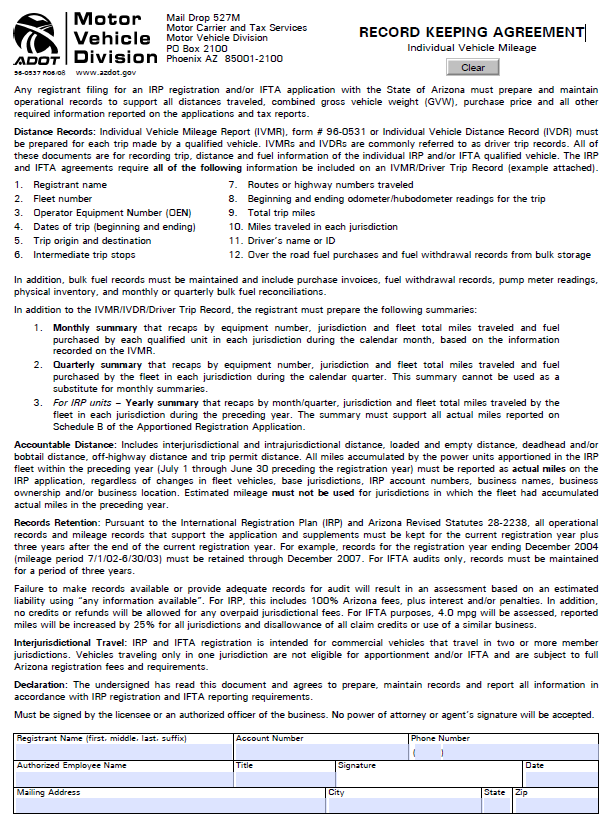 Motor
Vehicle
Division
ADOT
96-0537 R06/08 www.azdot.gov
Mail Drop 527M
Motor Carrier and Tax Services
Motor Vehicle Division
PO Box 2100
Phoenix AZ 85001-2100
RECORD KEEPING AGREEMENT
Individual Vehicle Mileage
Clear
Any registrant filing for an IRP registration and/or IFTA application with the State of Arizona must prepare and maintain
operational records to support all distances traveled, combined gross vehicle weight (GVW), purchase price and all other
required information reported on the applications and tax reports.
Distance Records: Individual Vehicle Mileage Report (IVMR), form # 96-0531 or Individual Vehicle Distance Record (IVDR) must
be prepared for each trip made by a qualified vehicle. IVMRs and IVDRs are commonly referred to as driver trip records. All of
these documents are for recording trip, distance and fuel information of the individual IRP and/or IFTA qualified vehicle. The IRP
and IFTA agreements require all of the following information be included on an IVMR/Driver Trip Record (example attached).
1. Registrant name
2. Fleet number
3. Operator Equipment Number (OEN)
4. Dates of trip (beginning and ending)
5. Trip origin and destination
6. Intermediate trip stops
7. Routes or highway numbers traveled
8. Beginning and ending odometer/hubodometer readings for the trip
9. Total trip miles
10. Miles traveled in each jurisdiction
11. Driver's name or ID
12. Over the road fuel purchases and fuel withdrawal records from bulk storage
In addition, bulk fuel records must be maintained and include purchase invoices, fuel withdrawal records, pump meter readings,
physical inventory, and monthly or quarterly bulk fuel reconciliations.
In addition to the IVMR/IVDR/Driver Trip Record, the registrant must prepare the following summaries:
1. Monthly summary that recaps by equipment number, jurisdiction and fleet total miles traveled and fuel
purchased by each qualified unit in each jurisdiction during the calendar month, based on the information
recorded on the IVMR.
2. Quarterly summary that recaps by equipment number, jurisdiction and fleet total miles traveled and fuel
purchased by the fleet in each jurisdiction during the calendar quarter. This summary cannot be used as a
substitute for monthly summaries.
3. For IRP units – Yearly summary that recaps by month/quarter, jurisdiction and fleet total miles traveled by the
fleet in each jurisdiction during the preceding year. The summary must support all actual miles reported on
Schedule B of the Apportioned Registration Application.
Accountable Distance: Includes interjurisdictional and intrajurisdictional distance, loaded and empty distance, deadhead and/or
bobtail distance, off-highway distance and trip permit distance. All miles accumulated by the power units apportioned in the IRP
fleet within the preceding year (July 1 through June 30 preceding the registration year) must be reported as actual miles on the
IRP application, regardless of changes in fleet vehicles, base jurisdictions, IRP account numbers, business names, business
ownership and/or business location. Estimated mileage must not be used for jurisdictions in which the fleet had accumulated
actual miles in the preceding year.
Records Retention: Pursuant to the International Registration Plan (IRP) and Arizona Revised Statutes 28-2238, all operational
records and mileage records that support the application and supplements must be kept for the current registration year plus
three years after the end of the current registration year. For example, records for the registration year ending December 2004
(mileage period 7/1/02-6/30/03) must be retained through December 2007. For IFTA audits only, records must be maintained
for a period of three years.
Failure to make records available or provide adequate records for audit will result in an assessment based on an estimated
liability using "any information available". For IRP, this includes 100% Arizona fees, plus interest and/or penalties. In addition,
no credits or refunds will be allowed for any overpaid jurisdictional fees. For IFTA purposes, 4.0 mpg will be assessed, reported
miles will be increased by 25% for all jurisdictions and disallowance of all claim credits or use of a similar business.
Interjurisdictional Travel: IRP and IFTA registration is intended for commercial vehicles that travel in two or more member
jurisdictions. Vehicles traveling only in one jurisdiction are not eligible for apportionment and/or IFTA and are subject to full
Arizona registration fees and requirements.
Declaration: The undersigned has read this document and agrees to prepare, maintain records and report all information in
accordance with IRP registration and IFTA reporting requirements.
Must be signed by the licensee or an authorized officer of the business. No power of attorney or agent's signature will be accepted.
Registrant Name (first, middle, last, suffix) Account Number Phone Number
( )
Authorized Employee Name Title Signature Date
Mailing Address City State Zip